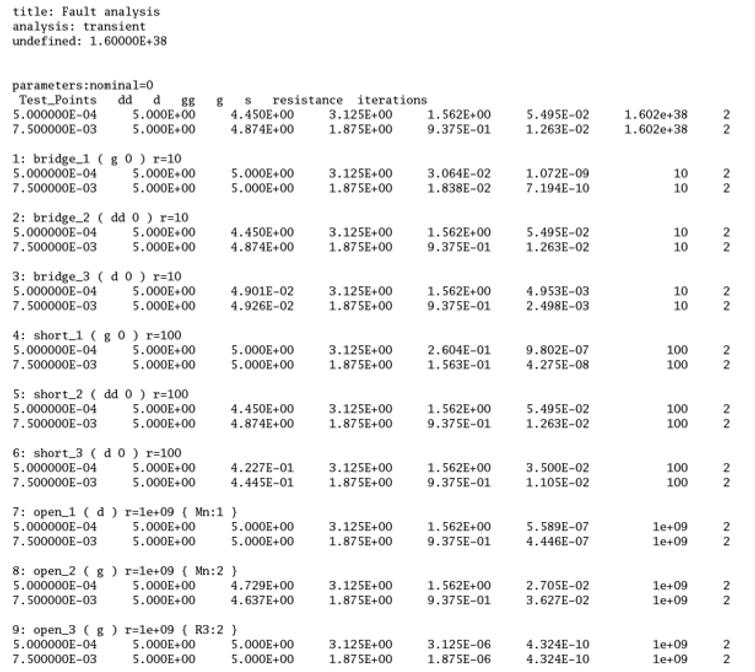 title: Fault analysis
analysis: transient
undefined: 1.60000E+38
parameters:nominal=0
Test_Points dd d gg g s resistance iterations
5.000000E-04 5.000E+00 4.450E+00 3.125E+00 1.562E+00 5.495E-02 1.602e+38 2
7.500000E-03 5.000E+00 4.874E+00 1.875E+00 9.375E-01 1.263E-02 1.602e+38 2
1: bridge_1 ( g 0 ) r=10
5.000000E-04 5.000E+00 5.000E+00 3.125E+00 3.064E-02 1.072E-09 10 2
7.500000E-03 5.000E+00 5.000E+00 1.875E+00 1.838E-02 7.194E-10 10 2
2: bridge_2 ( dd 0 ) r=10
5.000000E-04 5.000E+00 4.450E+00 3.125E+00 1.562E+00 5.495E-02 10 2
7.500000E-03 5.000E+00 4.874E+00 1.875E+00 9.375E-01 1.263E-02 10 2
3: bridge_3 ( d 0 ) r=10
5.000000E-04 5.000E+00 4.901E-02 3.125E+00 1.562E+00 4.953E-03 10 2
7.500000E-03 5.000E+00 4.926E-02 1.875E+00 9.375E-01 2.498E-03 10 2
4: short_1 ( g 0 ) r=100
5.000000E-04 5.000E+00 5.000E+00 3.125E+00 2.604E-01 9.802E-07 100 2
7.500000E-03 5.000E+00 5.000E+00 1.875E+00 1.563E-01 4.275E-08 100 2
5: short_2 ( dd 0 ) r=100
5.000000E-04 5.000E+00 4.450E+00 3.125E+00 1.562E+00 5.495E-02 100 2
7.500000E-03 5.000E+00 4.874E+00 1.875E+00 9.375E-01 1.263E-02 100 2
6: short_3 ( d 0 ) r=100
5.000000E-04 5.000E+00 4.227E-01 3.125E+00 1.562E+00 3.500E-02 100 2
7.500000E-03 5.000E+00 4.445E-01 1.875E+00 9.375E-01 1.105E-02 100 2
7: open_1 ( d ) r=1e+09 { Mn:1 }
5.000000E-04 5.000E+00 5.000E+00 3.125E+00 1.562E+00 5.589E-07 1e+09 2
7.500000E-03 5.000E+00 5.000E+00 1.875E+00 9.375E-01 4.446E-07 1e+09 2
8: open_2 ( g ) r=1e+09 { Mn:2 }
5.000000E-04 5.000E+00 4.729E+00 3.125E+00 1.562E+00 2.705E-02 1e+09 2
7.500000E-03 5.000E+00 4.637E+00 1.875E+00 9.375E-01 3.627E-02 1e+09 2
9: open_3 ( g ) r=1e+09 { R3:2 }
5.000000E-04 5.000E+00 5.000E+00 3.125E+00 3.125E-06 4.324E-10 1e+09 2
7.500000E-03 5.000E+00 5.000E+00 1.875E+00 1.875E-06 4.324E-10 1e+09 2